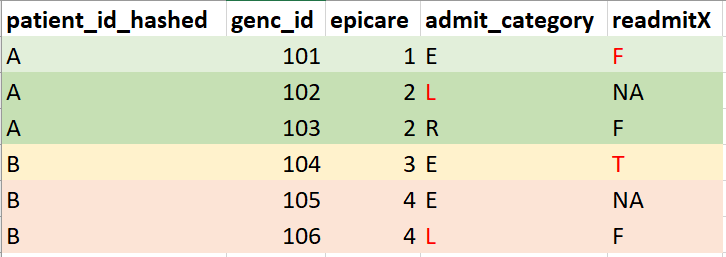 patient_id_hashed genc_id epicare admit_category readmitX
A 101 1 E F
A 102 2 L NA
A 103 2 R F
B 104 3 E T
B 105 4 E NA
B 106 4 L F